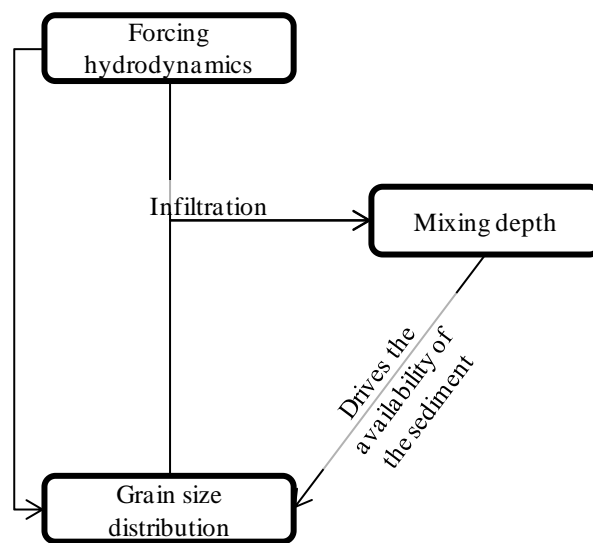 Forcing
hydrodynamics
Infiltration
Mixing depth
Drives the
availability of
the sediment
Grain size
distribution